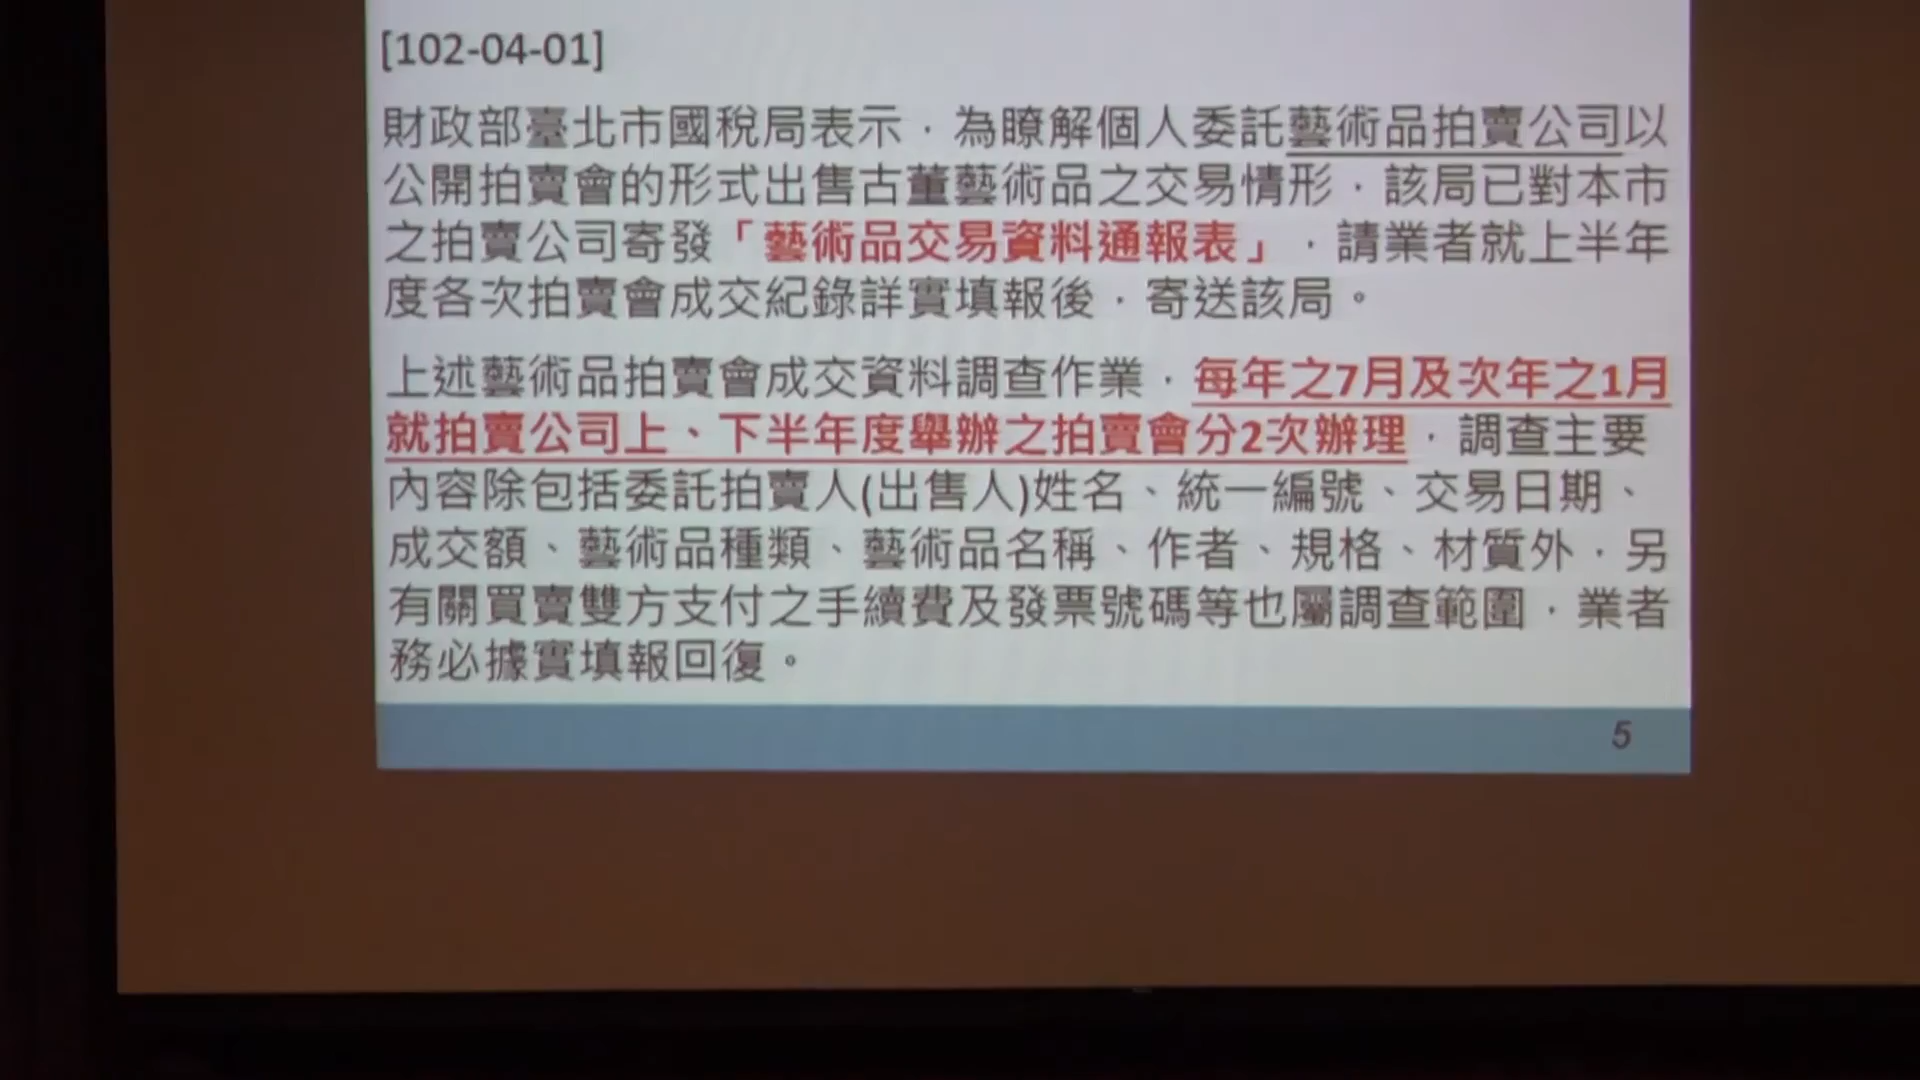 [102-04-01]
財政部臺北市國稅局表示，為瞭解個人委託藝術品拍賣公司以
公開拍賣會的形式出售古董藝術品之交易情形，該局已對本市
之拍賣公司寄發「藝術品交易資料通報表」，請業者就上半年
度各次拍賣會成交紀錄詳實填報後，寄送該局。
上述藝術品拍賣會成交資料調查作業，每年之7月及次年之1月
就拍賣公司上、下半年度舉辦之拍賣會分2次辦理，調查主要
內容除包括委託拍賣人(出售人)姓名、統一編號、交易日期、
成交額、藝術品種類、藝術品名稱、作者、規格、材質外，另
有關買賣雙方支付之手續費及發票號碼等也屬調查範圍，業者
務必據實填報回復。
5